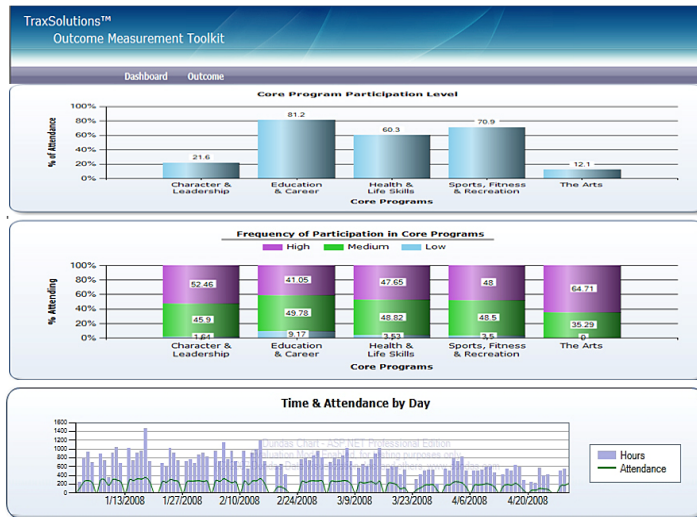 TraxSolutions™
Outcome Measurement Toolkit
Dashboard Outcome
Core Program Participation Level
% of Attendance
100%
80%
60%
40%
20%
0%
21.6
81.2
60.3
70.9
12.1
Character &
Leadership
Education
& Career
Health &
Life Skills
Sports, Fitness
& Recreation
The Arts
Core Programs
Frequency of Participation in Core Programs
High Medium Low
% Attending
100%
80%
60%
40%
20%
0%
52.46
45.9
1.64
41.05
49.78
9.17
47.65
48.82
3.53
48
48.5
3.5
64.71
35.29
0
Character &
Leadership
Education
& Career
Health &
Life Skills
Sports, Fitness
& Recreation
The Arts
Core Programs
Time & Attendance by Day
1600
1400
1200
1000
800
600
400
200
0
Dundas Chart - ASP.NET Professional Edition
1/13/2008
1/27/2008
2/10/2008
2/24/2008
3/9/2008
3/23/2008
4/6/2008
4/20/2008
Hours
Attendance